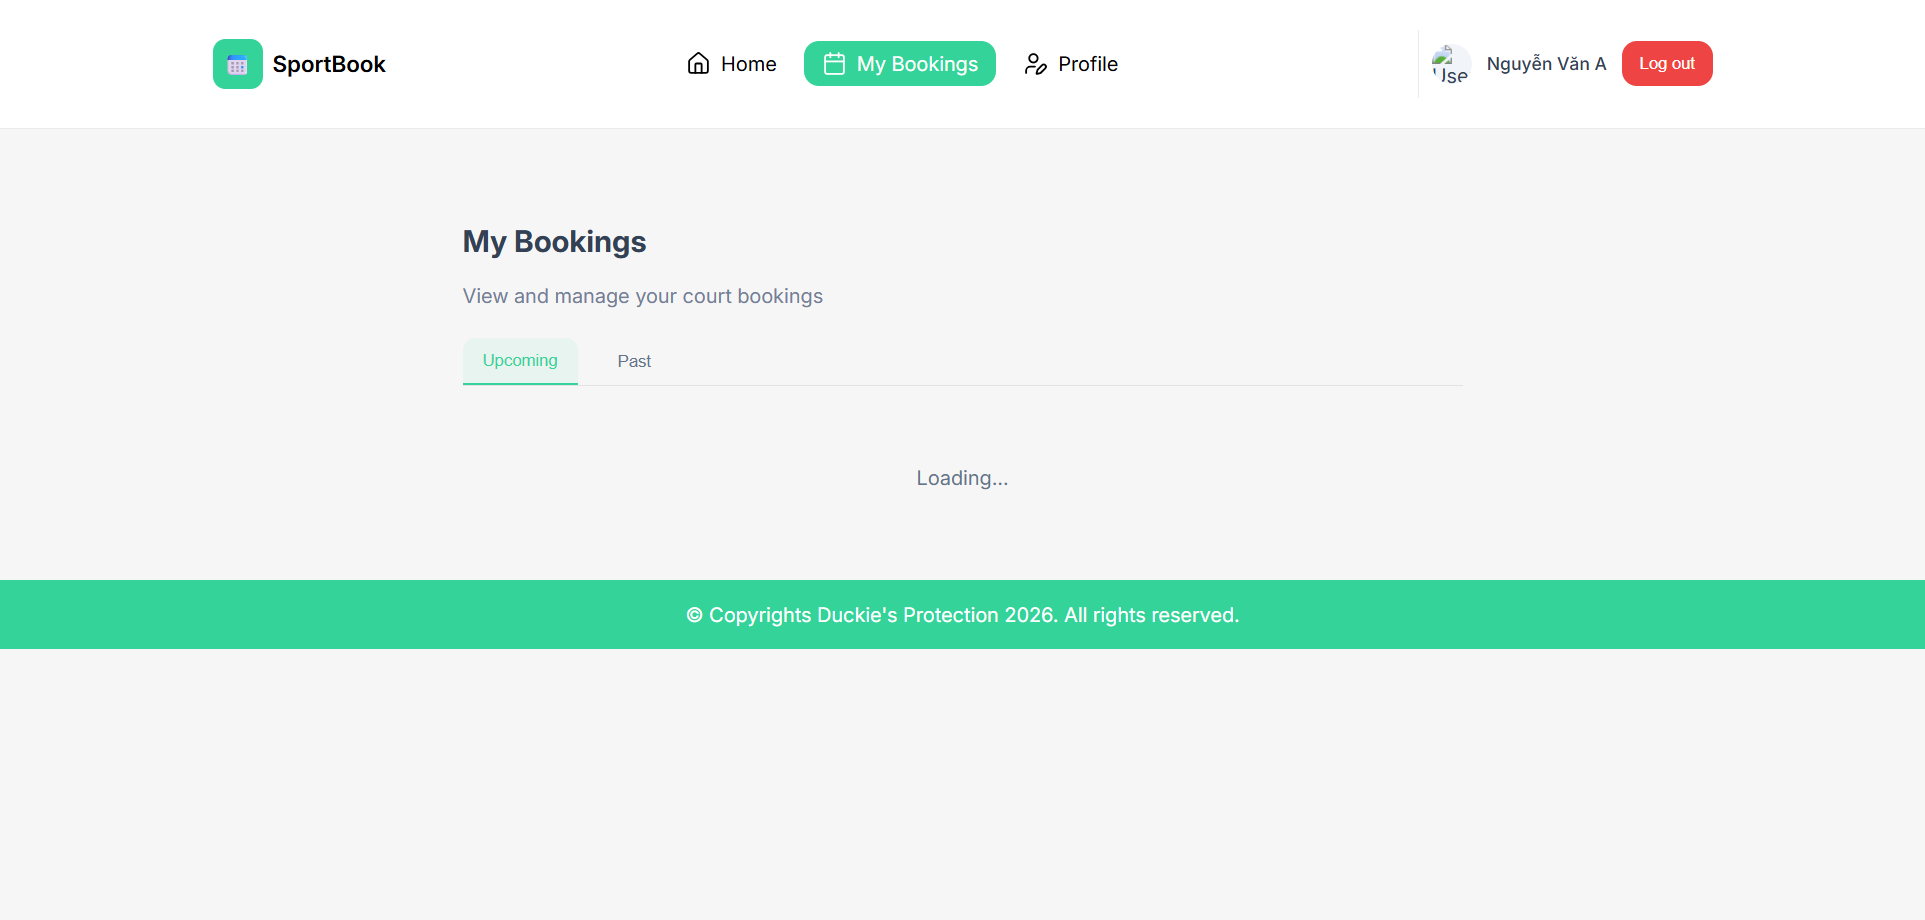 SportBook
Home
My Bookings
Profile
Use
Nguyễn Văn A
Log out
My Bookings
View and manage your court bookings
Upcoming
Past
Loading...
© Copyrights Duckie's Protection 2026. All rights reserved.